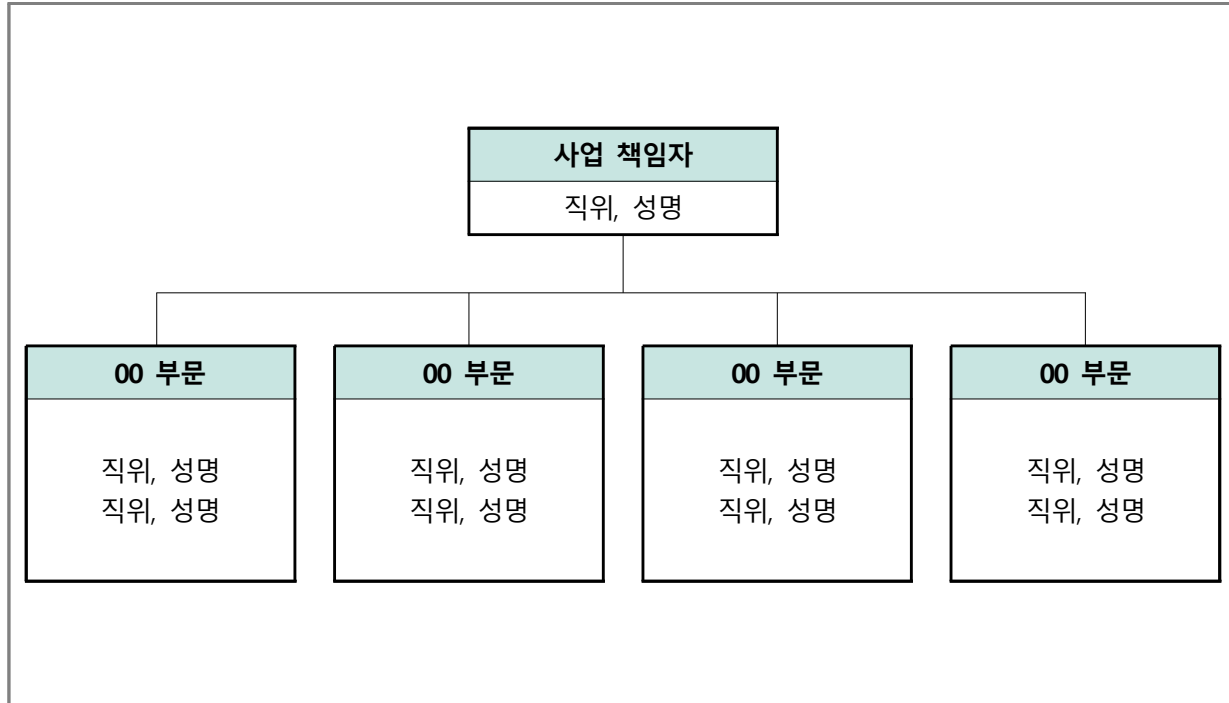 사업 책임자
직위, 성명
00 부문
직위, 성명
직위, 성명
00 부문
직위, 성명
직위, 성명
00 부문
직위, 성명
직위, 성명
00 부문
직위, 성명
직위, 성명